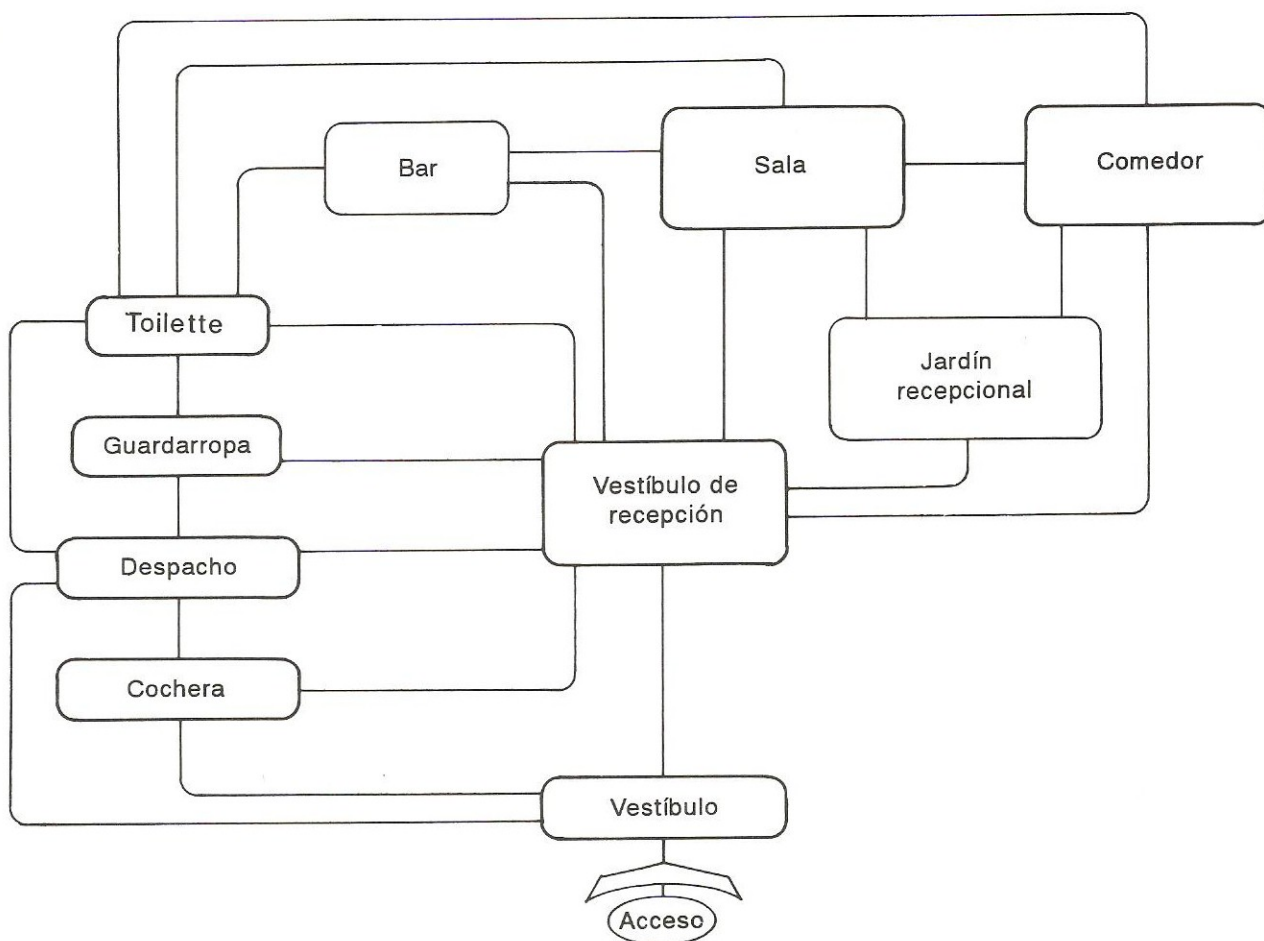 Bar
Sala
Comedor
Toilette
Jardín
recepcional
Guardarropa
Vestíbulo de
recepción
Despacho
Cochera
Vestíbulo
Acceso